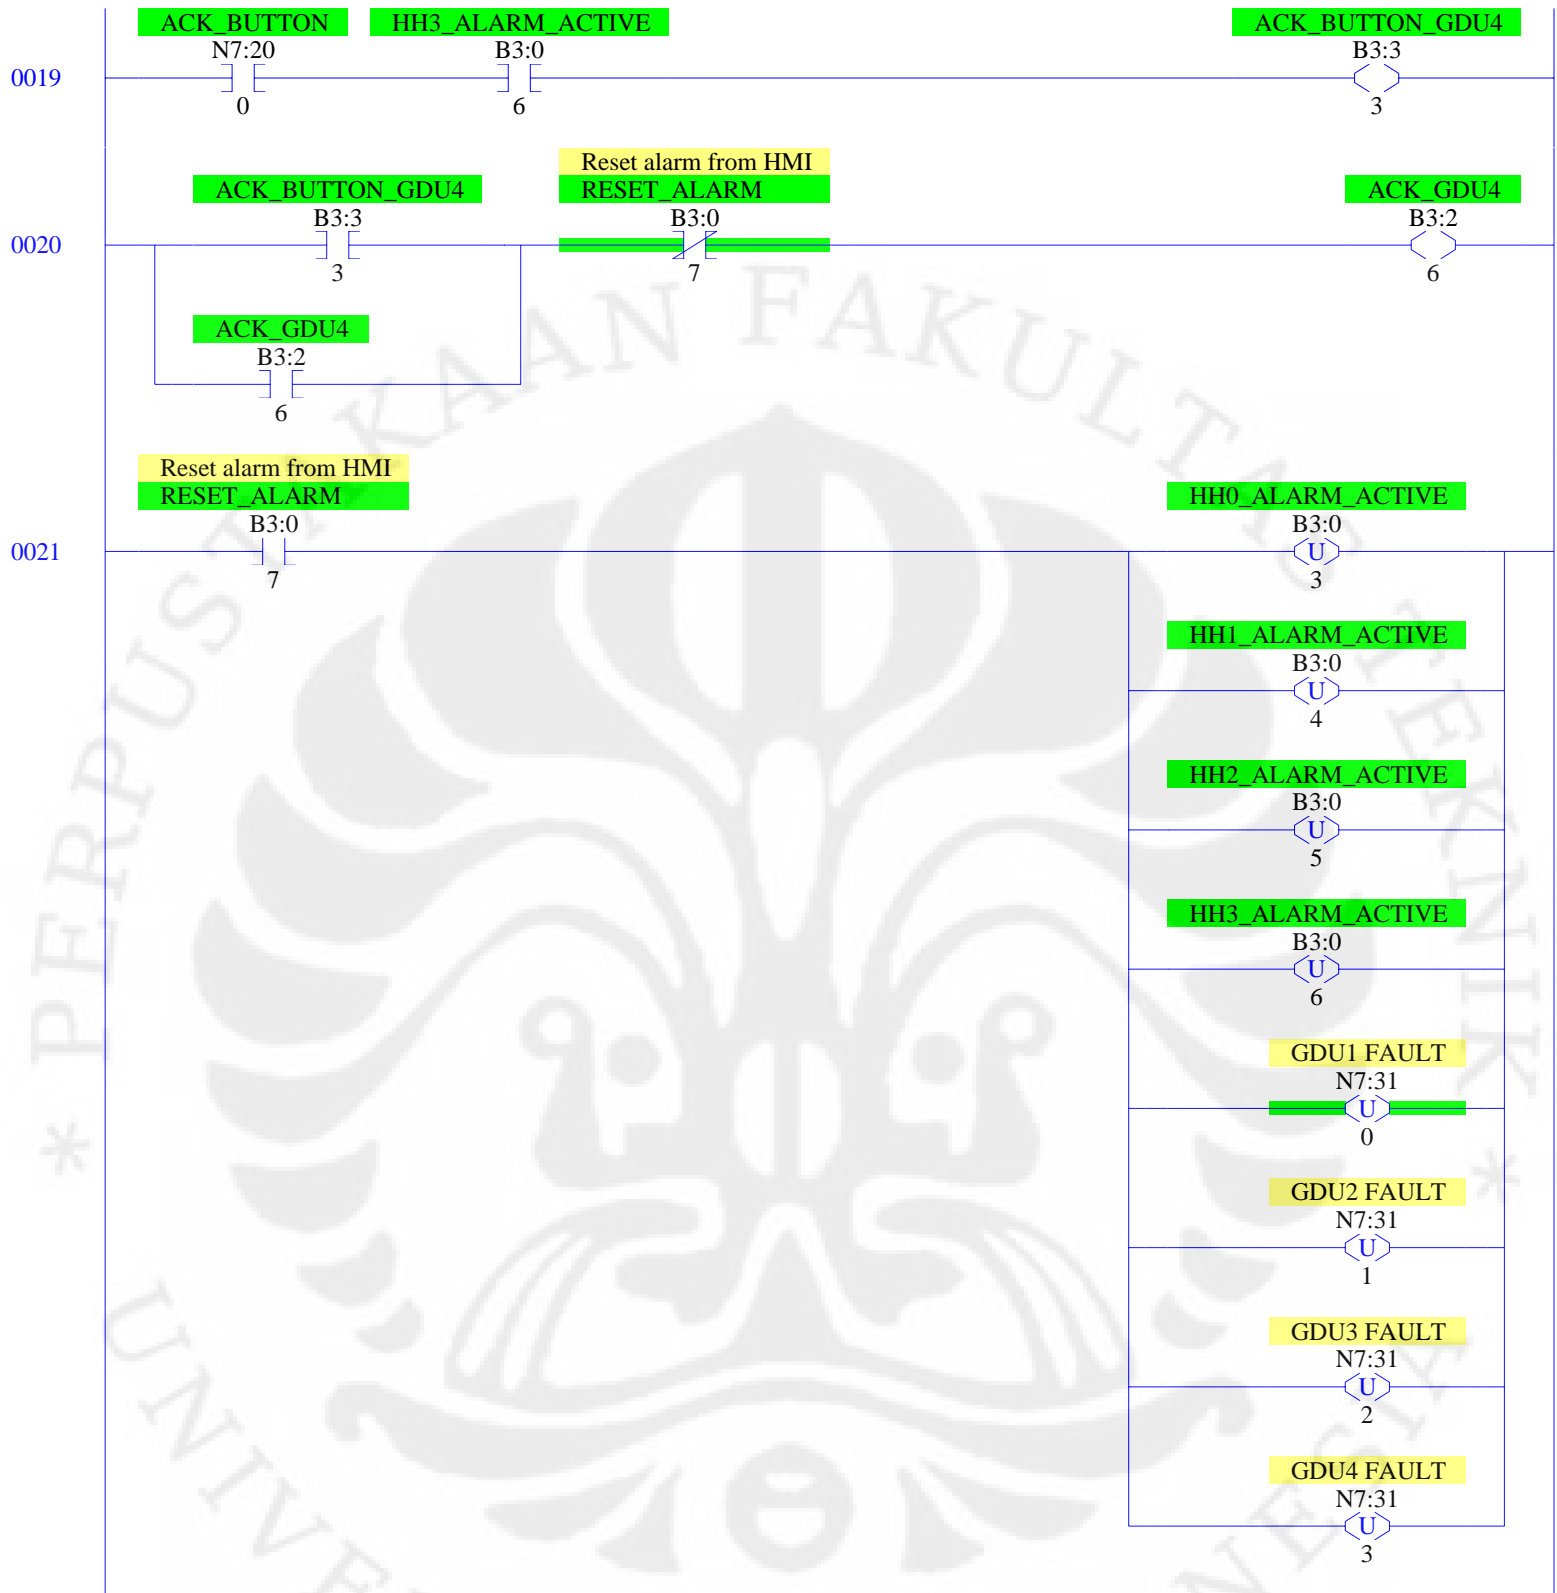 ACK_BUTTON HH3_ALARM_ACTIVE ACK_BUTTON_GDU4
N7:20 B3:0 B3:3
0019
0 6 3
Reset alarm from HMI
ACK_BUTTON_GDU4 RESET_ALARM ACK_GDU4
B3:3 B3:0 B3:2
0020
3 7 6
ACK_GDU4
B3:2
6
Reset alarm from HMI
RESET_ALARM HH0_ALARM_ACTIVE
B3:0 B3:0
0021 U
7 3
HH1_ALARM_ACTIVE
B3:0
U
4
HH2_ALARM_ACTIVE
B3:0
U
5
HH3_ALARM_ACTIVE
B3:0
U
6
GDU1 FAULT
N7:31
U
0
GDU2 FAULT
N7:31
U
1
GDU3 FAULT
N7:31
U
2
GDU4 FAULT
N7:31
U
3
* PERPUSTAKAAN FAKULTAS TEKNIK *